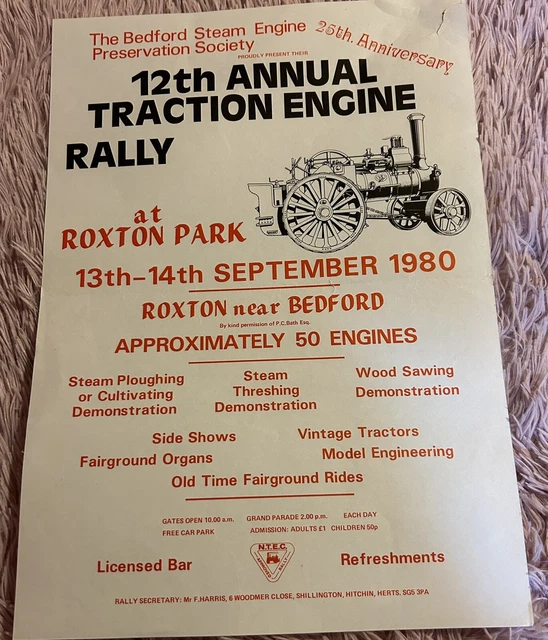 The Bedford Steam Engine
Preservation Society
25th. Anniversary
PROUDLY PRESENT THEIR
12th ANNUAL
TRACTION ENGINE
RALLY
at
ROXTON PARK
13th-14th SEPTEMBER 1980
ROXTON near BEDFORD
By kind permission of P.C.Bath Esq.
APPROXIMATELY 50 ENGINES
Steam Ploughing
or Cultivating
Demonstration
Steam
Threshing
Demonstration
Wood Sawing
Demonstration
Side Shows
Vintage Tractors
Fairground Organs
Model Engineering
Old Time Fairground Rides
GATES OPEN 10.00 a.m. GRAND PARADE 2.00 p.m. EACH DAY
FREE CAR PARK ADMISSION: ADULTS £1 CHILDREN 50p
Licensed Bar
N.T.E.C.
Refreshments
RALLY SECRETARY: Mr F.HARRIS, 6 WOODMER CLOSE, SHILLINGTON, HITCHIN, HERTS. SG5 3PA